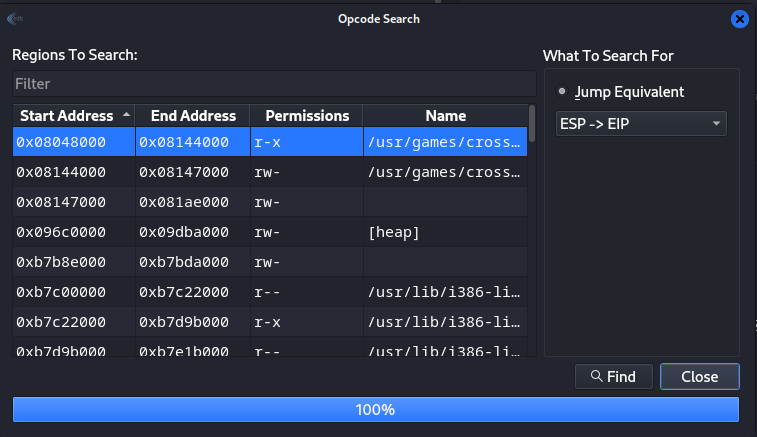 Opcode Search
Regions To Search:
What To Search For
Filter
Jump Equivalent
ESP -> EIP
Start Address End Address Permissions Name
0x08048000 0x08144000 r-x /usr/games/cross...
0x08144000 0x08147000 rw- /usr/games/cross...
0x08147000 0x081ae000 rw-
0x096c0000 0x09dba000 rw- [heap]
0xb7b8e000 0xb7bda000 rw-
0xb7c00000 0xb7c22000 r-- /usr/lib/i386-li...
0xb7c22000 0xb7d9b000 r-x /usr/lib/i386-li...
0xb7d9b000 0xb7e1b000 r-- /usr/lib/i386-li...
Find Close
100%